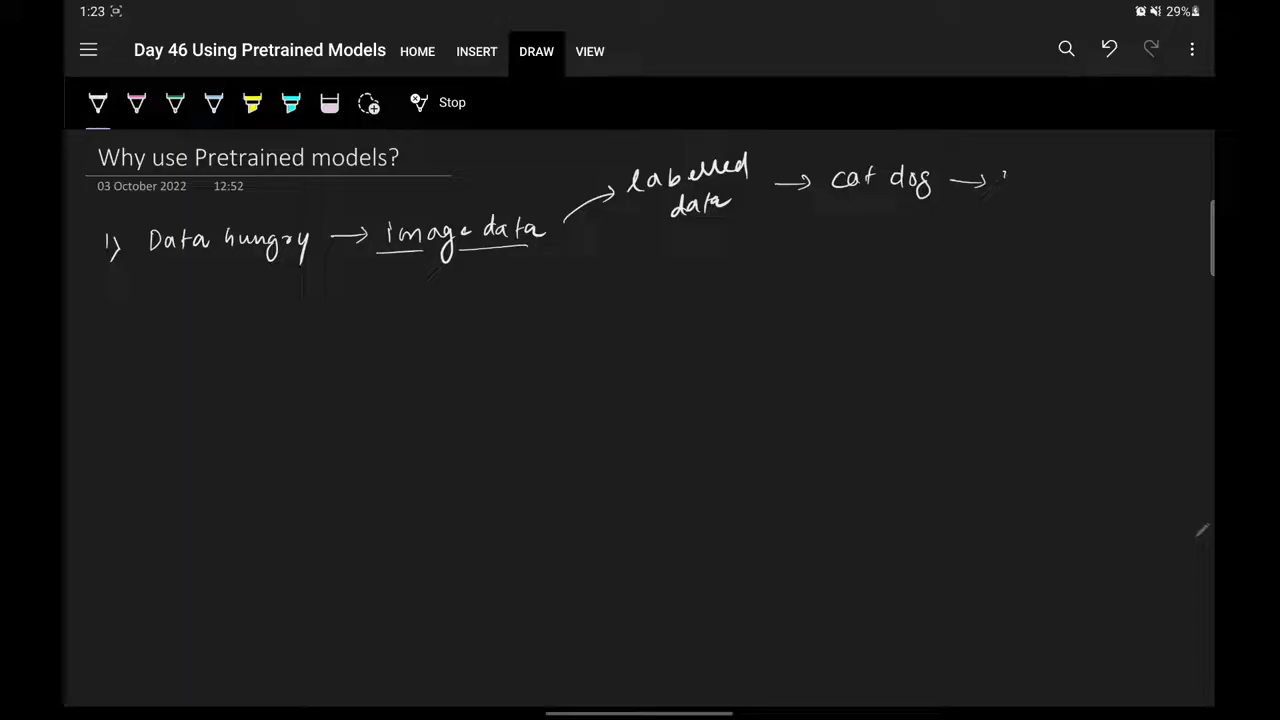 1:23 29%
Day 46 Using Pretrained Models HOME INSERT DRAW VIEW
Stop
Why use Pretrained models?
03 October 2022 12:52
1) Data hungry → image data → labelled data → cat dog →